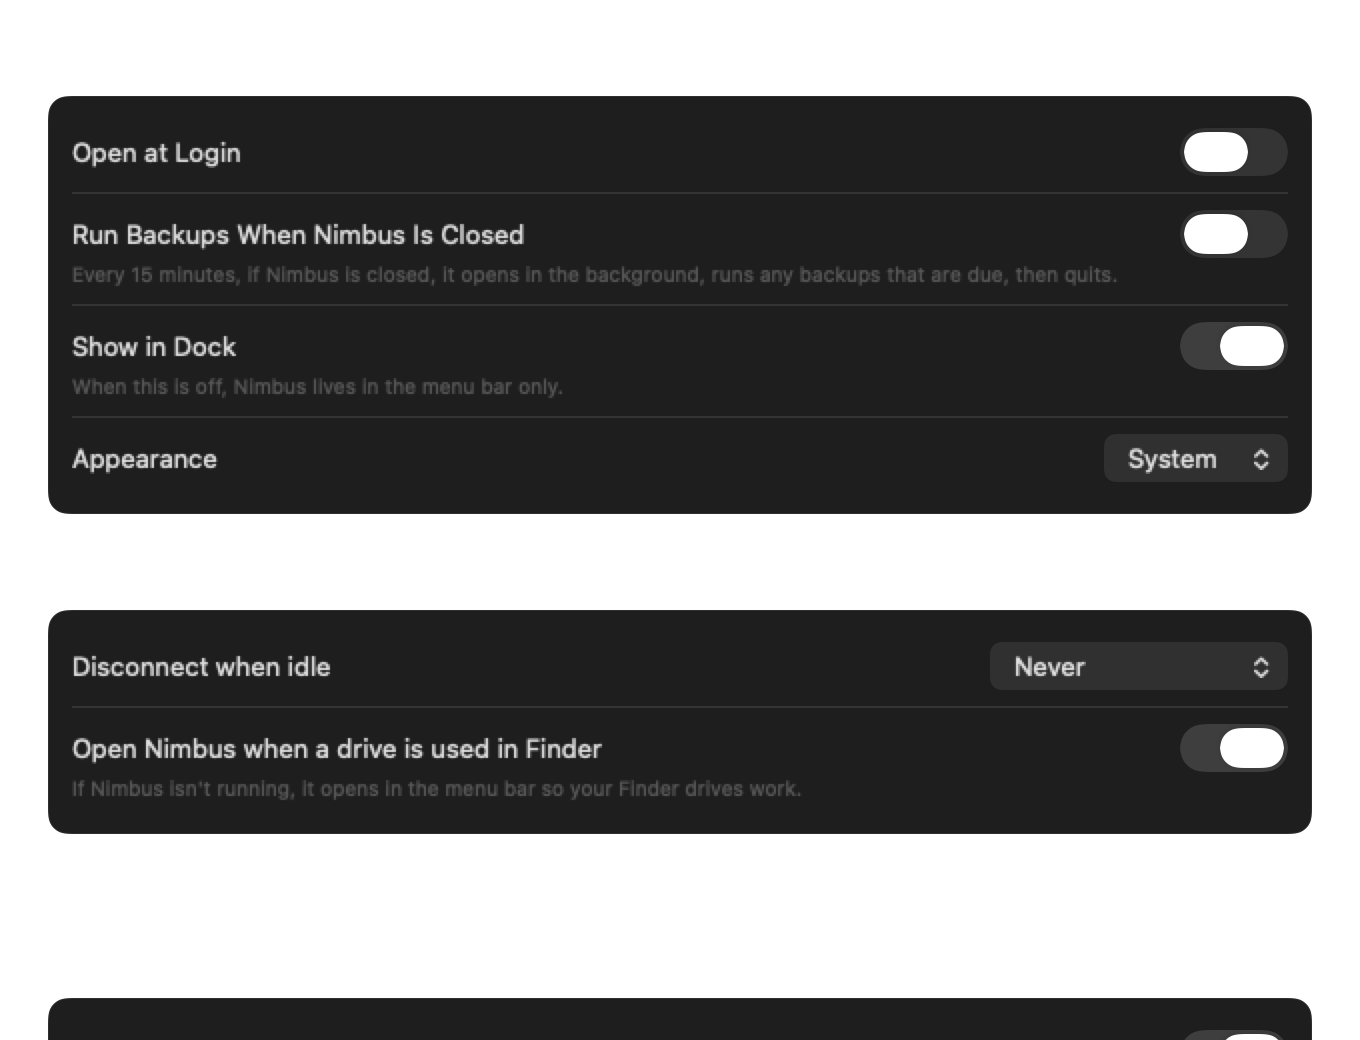 Open at Login
Run Backups When Nimbus Is Closed
Every 15 minutes, if Nimbus is closed, it opens in the background, runs any backups that are due, then quits.
Show in Dock
When this is off, Nimbus lives in the menu bar only.
Appearance
System
Disconnect when idle
Never
Open Nimbus when a drive is used in Finder
If Nimbus isn't running, it opens in the menu bar so your Finder drives work.